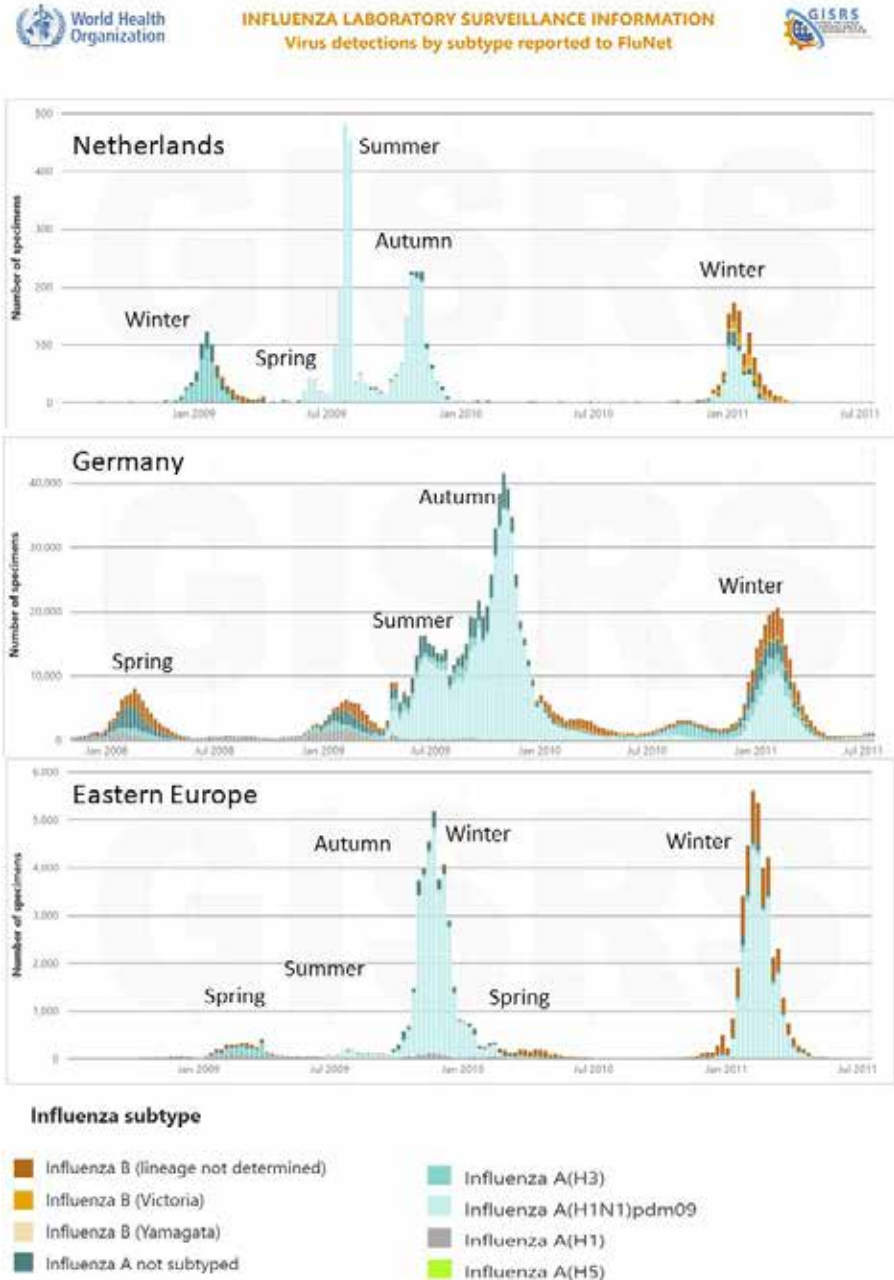 World Health
Organization
INFLUENZA LABORATORY SURVEILLANCE INFORMATION
Virus detections by subtype reported to FluNet
GISRS
Netherlands
Number of specimens
500
400
300
200
100
0
Winter
Spring
Summer
Autumn
Winter
Jan 2009
Jul 2009
Jan 2010
Jul 2010
Jan 2011
Jul 2011
Germany
Number of specimens
40,000
30,000
20,000
10,000
0
Spring
Summer
Autumn
Winter
Jan 2008
Jul 2008
Jan 2009
Jul 2009
Jan 2010
Jul 2010
Jan 2011
Jul 2011
Eastern Europe
Number of specimens
6,000
5,000
4,000
3,000
2,000
1,000
0
Spring
Summer
Autumn
Winter
Spring
Winter
Jan 2009
Jul 2009
Jan 2010
Jul 2010
Jan 2011
Jul 2011
GISRS
GISRS
GISRS
Influenza subtype
Influenza B (lineage not determined)
Influenza B (Victoria)
Influenza B (Yamagata)
Influenza A not subtyped
Influenza A(H3)
Influenza A(H1N1)pdm09
Influenza A(H1)
Influenza A(H5)